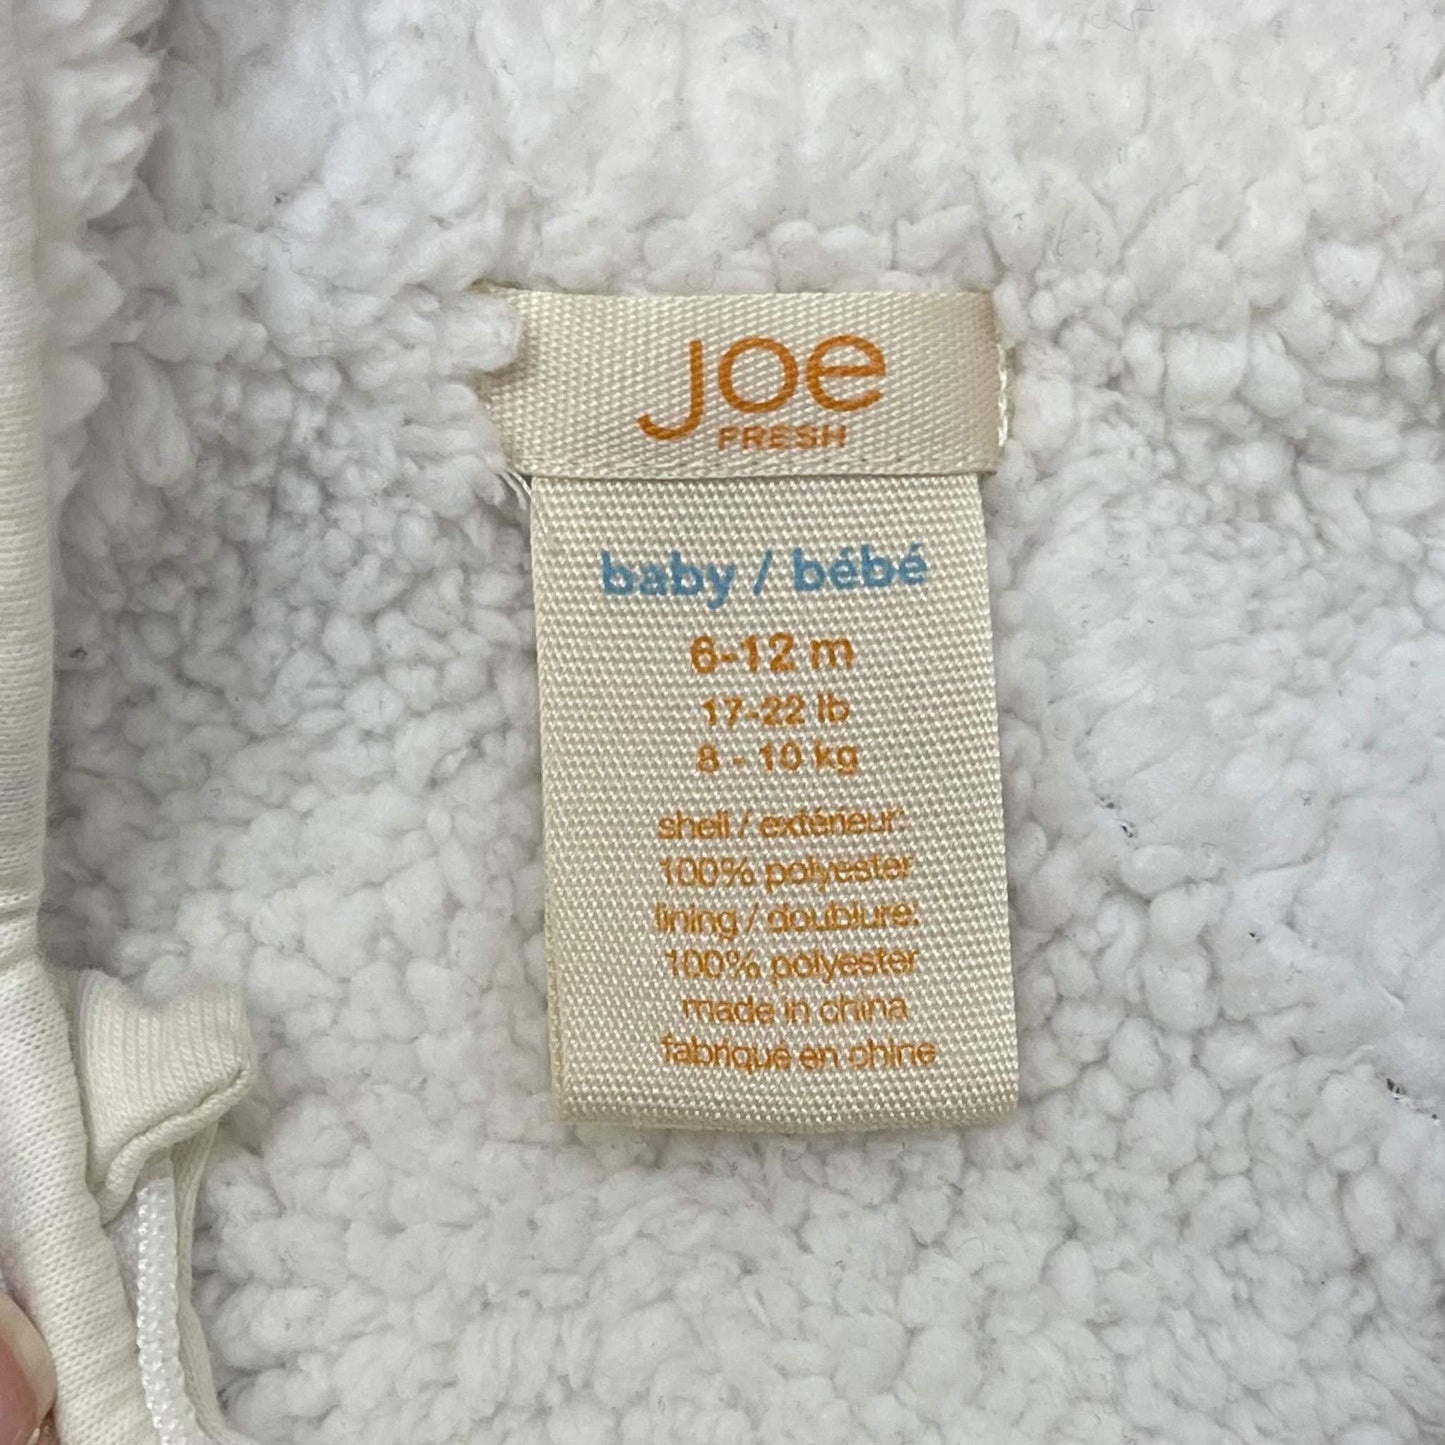 Joe
FRESH
baby / bébé
6-12 m
17-22 lb
8 - 10 kg
shell / extérieur:
100% polyester
lining / doublure:
100% polyester
made in china
fabriqué en chine